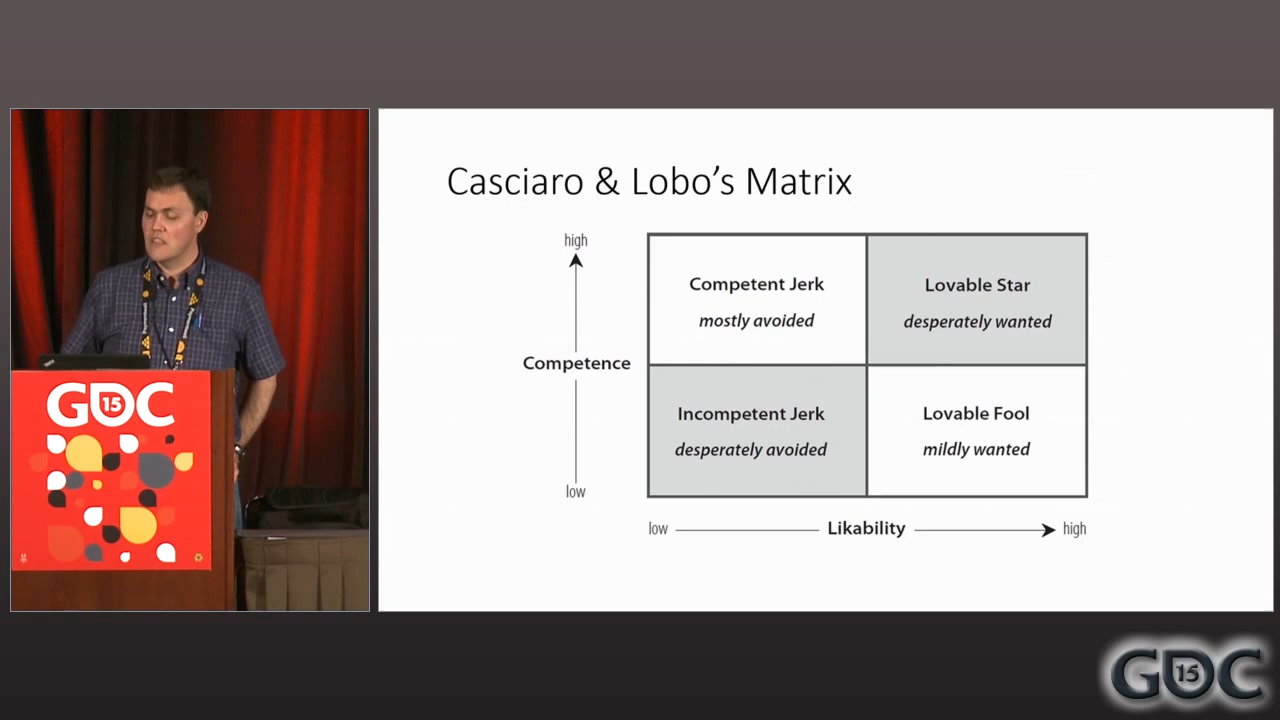 Casciaro & Lobo's Matrix
high
Competence
low
Competent Jerk
mostly avoided
Lovable Star
desperately wanted
Incompetent Jerk
desperately avoided
Lovable Fool
mildly wanted
low
Likability
high
GDC
15
GDC
15